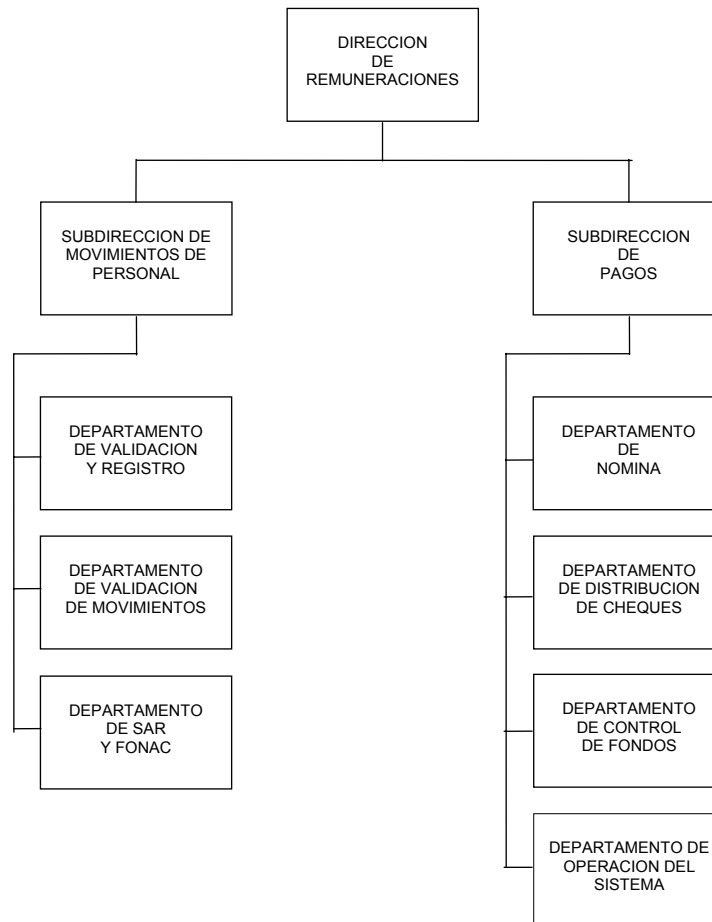 DIRECCION
DE
REMUNERACIONES
SUBDIRECCION DE
MOVIMIENTOS DE
PERSONAL
SUBDIRECCION
DE
PAGOS
DEPARTAMENTO
DE VALIDACION
Y REGISTRO
DEPARTAMENTO
DE VALIDACION
DE MOVIMIENTOS
DEPARTAMENTO
DE SAR
Y FONAC
DEPARTAMENTO
DE
NOMINA
DEPARTAMENTO
DE DISTRIBUCION
DE CHEQUES
DEPARTAMENTO
DE CONTROL
DE FONDOS
DEPARTAMENTO DE
OPERACION DEL
SISTEMA